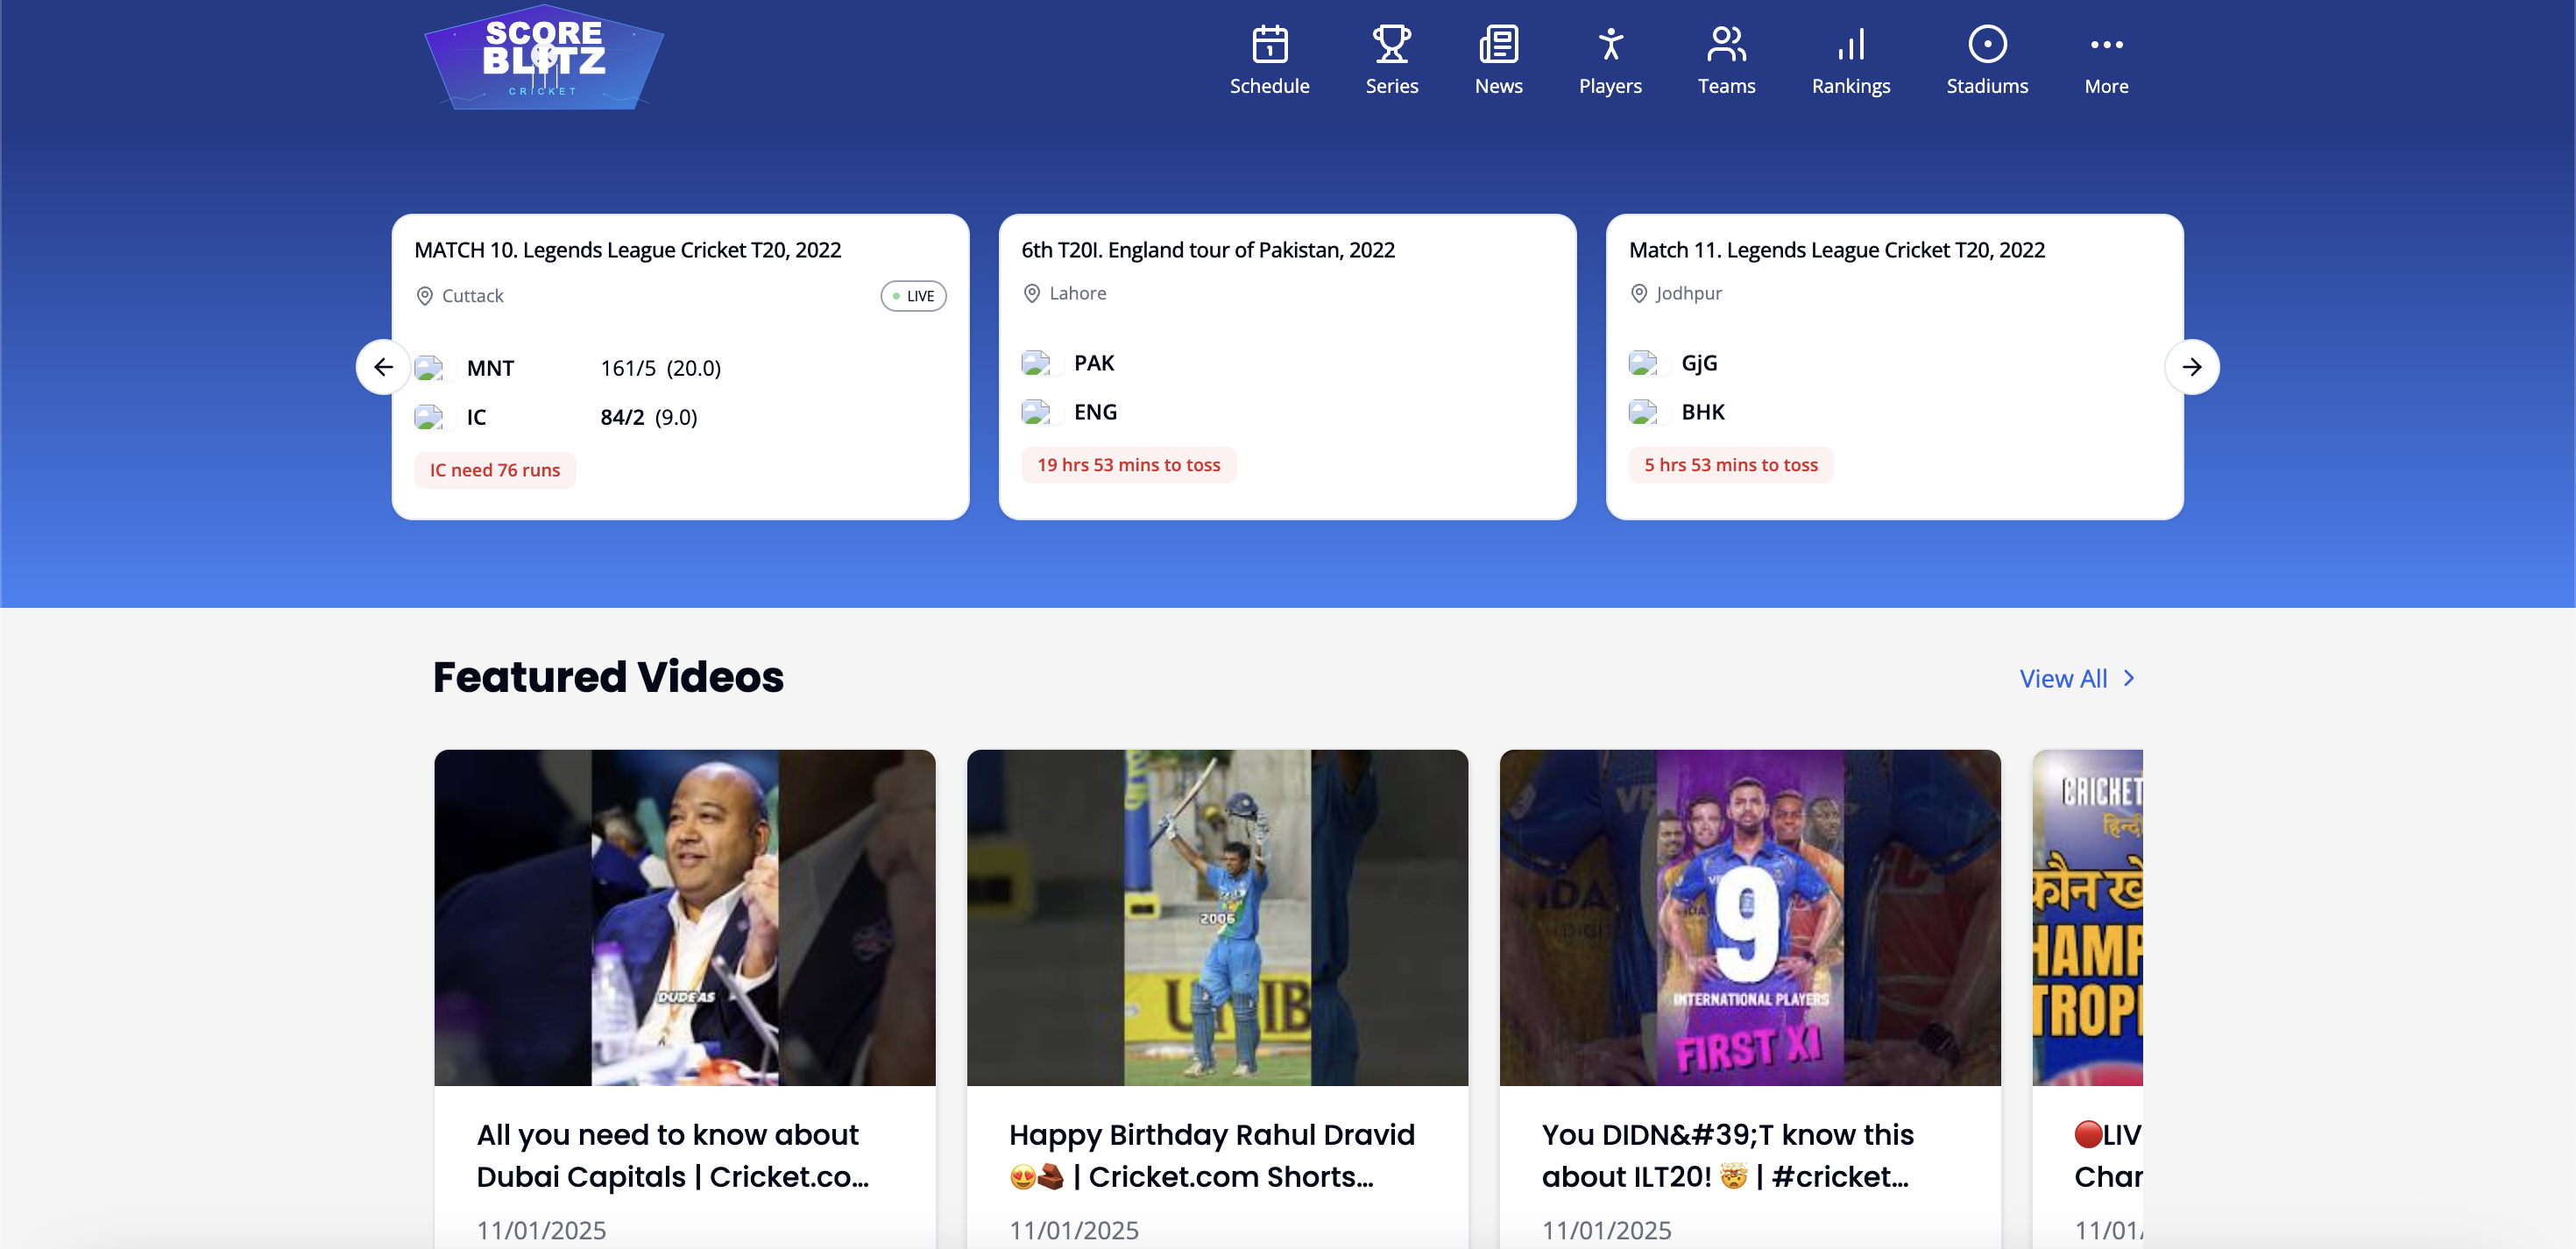 SCORE
BLITZ
CRICKET
Schedule
Series
News
Players
Teams
Rankings
Stadiums
More
MATCH 10. Legends League Cricket T20, 2022
Cuttack
LIVE
MNT 161/5 (20.0)
IC 84/2 (9.0)
IC need 76 runs
6th T20I. England tour of Pakistan, 2022
Lahore
PAK
ENG
19 hrs 53 mins to toss
Match 11. Legends League Cricket T20, 2022
Jodhpur
GjG
BHK
5 hrs 53 mins to toss
Featured Videos
View All
DUDE AS
All you need to know about
Dubai Capitals | Cricket.co...
11/01/2025
2006
Happy Birthday Rahul Dravid
😍🍫 | Cricket.com Shorts...
11/01/2025
9
INTERNATIONAL PLAYERS
FIRST XI
You DIDN&#39;T know this
about ILT20! 🤯 | #cricket...
11/01/2025
CRICKET
हिन्दी
कौन खे
HAMP
TROP
🔴LIV
Char
11/01/